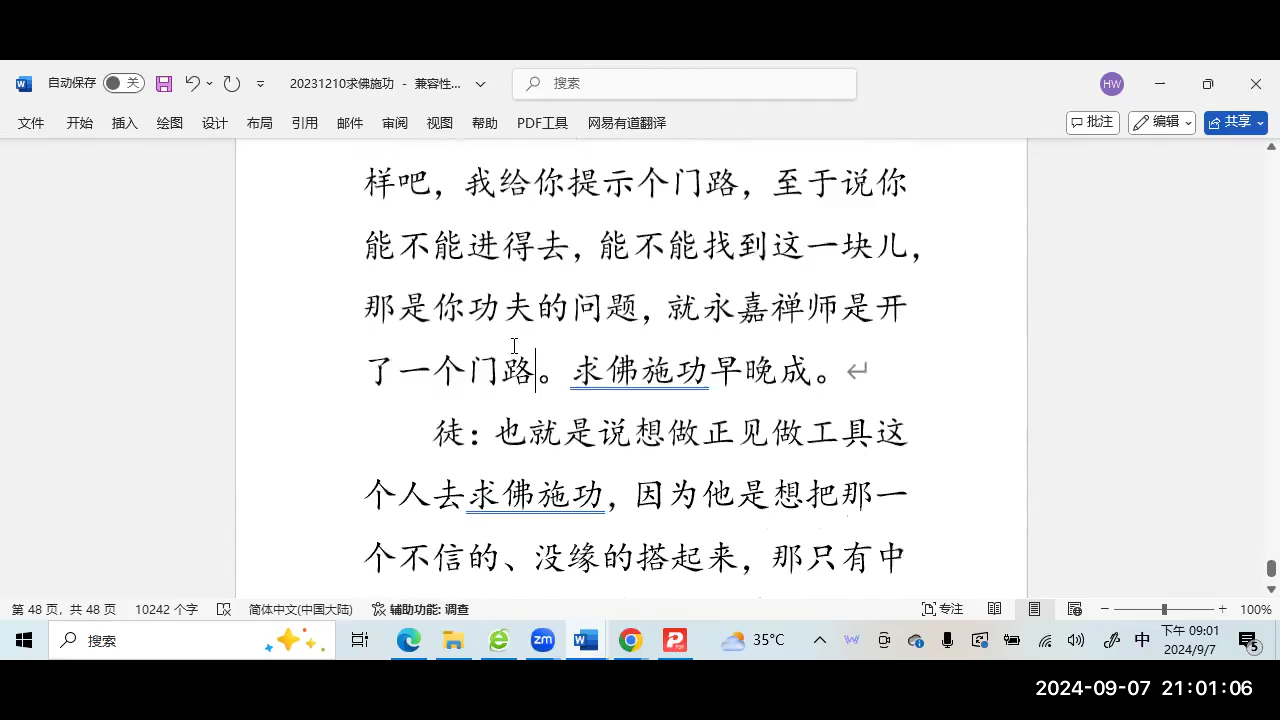 自动保存 关 20231210求佛施功 - 兼容性... 搜索 HW
文件 开始 插入 绘图 设计 布局 引用 邮件 审阅 视图 帮助 PDF工具 网易有道翻译 批注 编辑 共享
样吧，我给你提示个门路，至于说你
能不能进得去，能不能找到这一块儿，
那是你功夫的问题，就永嘉禅师是开
了一个门路。求佛施功早晚成。
徒：也就是说想做正见做工具这
个人去求佛施功，因为他是想把那一
个不信的、没缘的搭起来，那只有中
第 48 页，共 48 页 10242 个字 简体中文(中国大陆) 辅助功能: 调查 专注 100%
搜索 35°C 中 下午 09:01
2024/9/7 5
2024-09-07 21:01:06